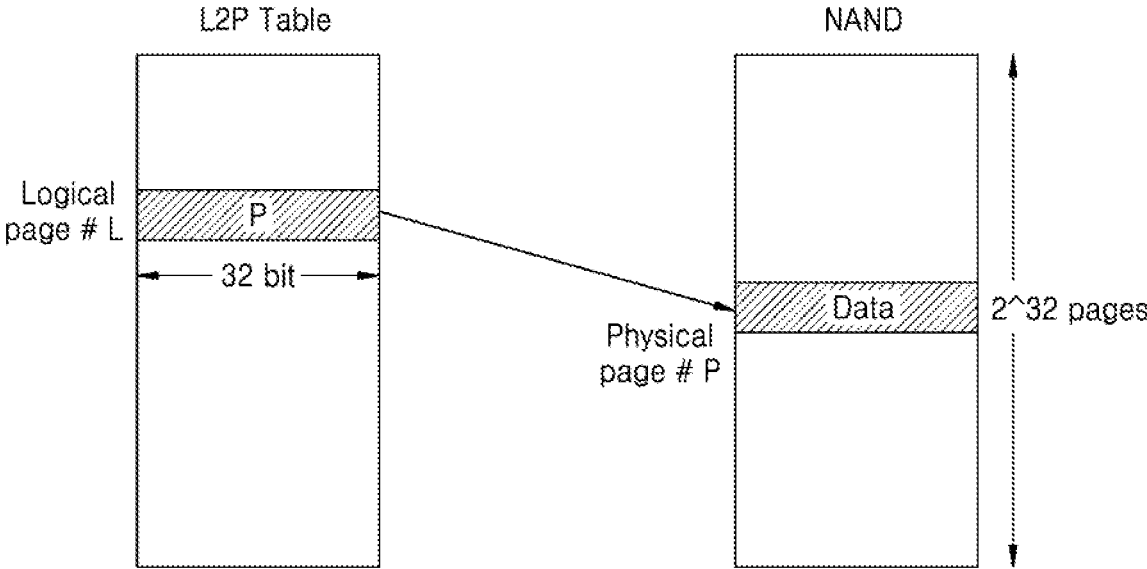 L2P Table
NAND
Logical
page # L
P
32 bit
Data
2^32 pages
Physical
page # P